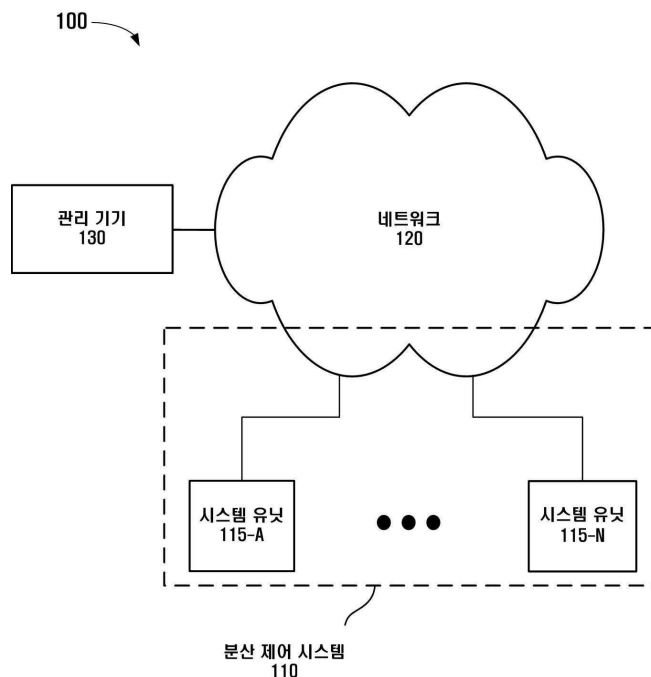 100
관리 기기
130
네트워크
120
시스템 유닛
115-A
시스템 유닛
115-N
분산 제어 시스템
110